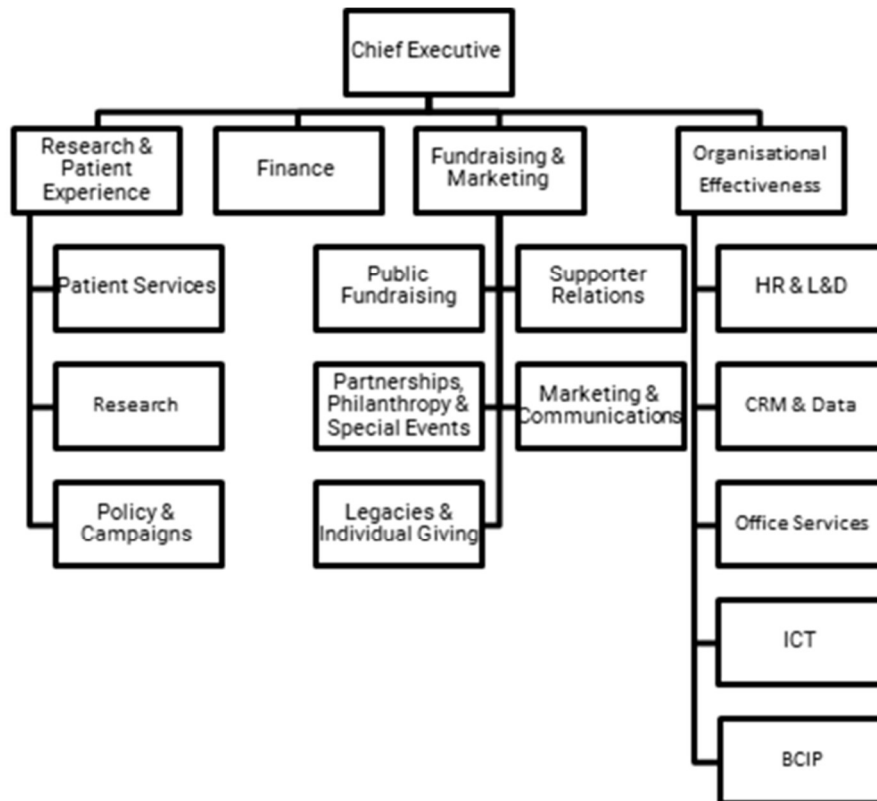 Chief Executive
Research &
Patient
Experience
Finance
Fundraising &
Marketing
Organisational
Effectiveness
Patient Services
Research
Policy &
Campaigns
Public
Fundraising
Supporter
Relations
Partnerships,
Philanthropy &
Special Events
Marketing &
Communications
Legacies &
Individual Giving
HR & L&D
CRM & Data
Office Services
ICT
BCIP